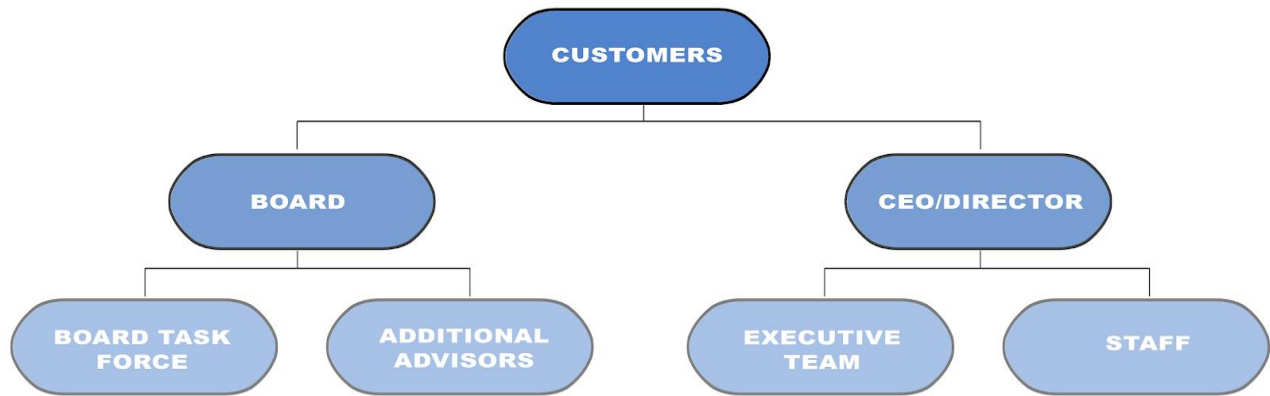 CUSTOMERS
BOARD
CEO/DIRECTOR
BOARD TASK
FORCE
ADDITIONAL
ADVISORS
EXECUTIVE
TEAM
STAFF